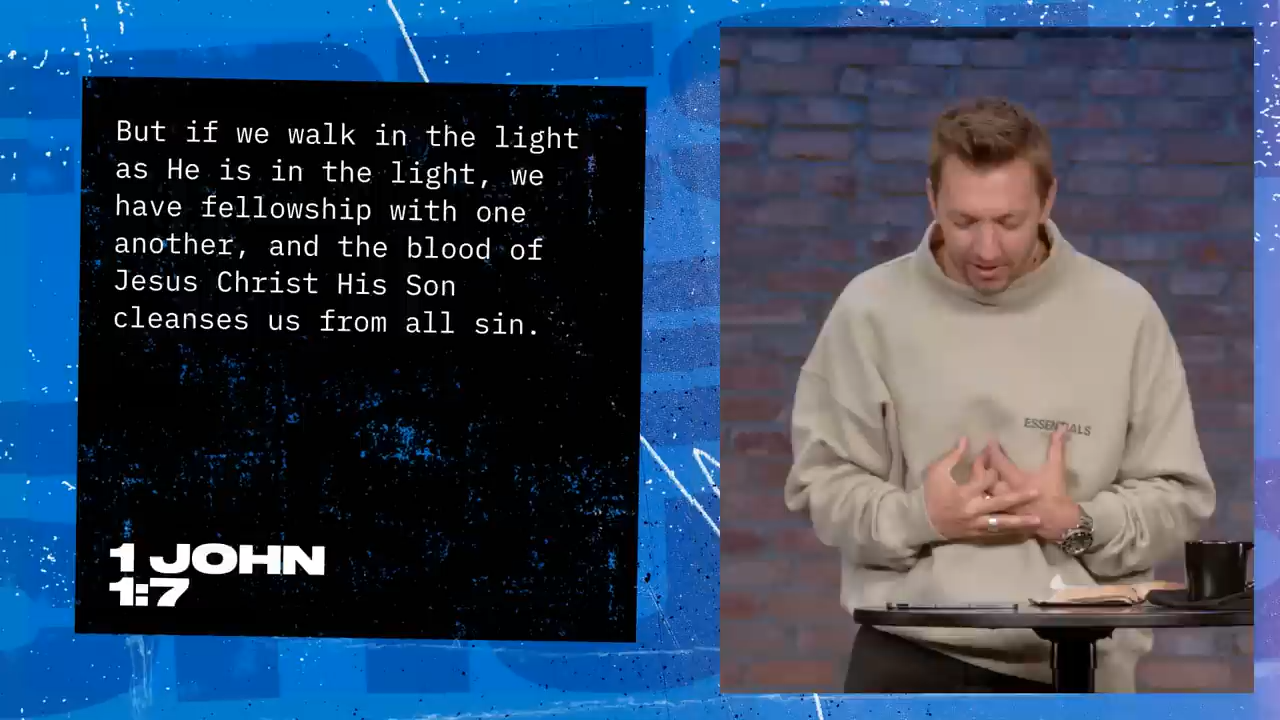 But if we walk in the light
as He is in the light, we
have fellowship with one
another, and the blood of
Jesus Christ His Son
cleanses us from all sin.
1 JOHN
1:7
ESSENTIALS